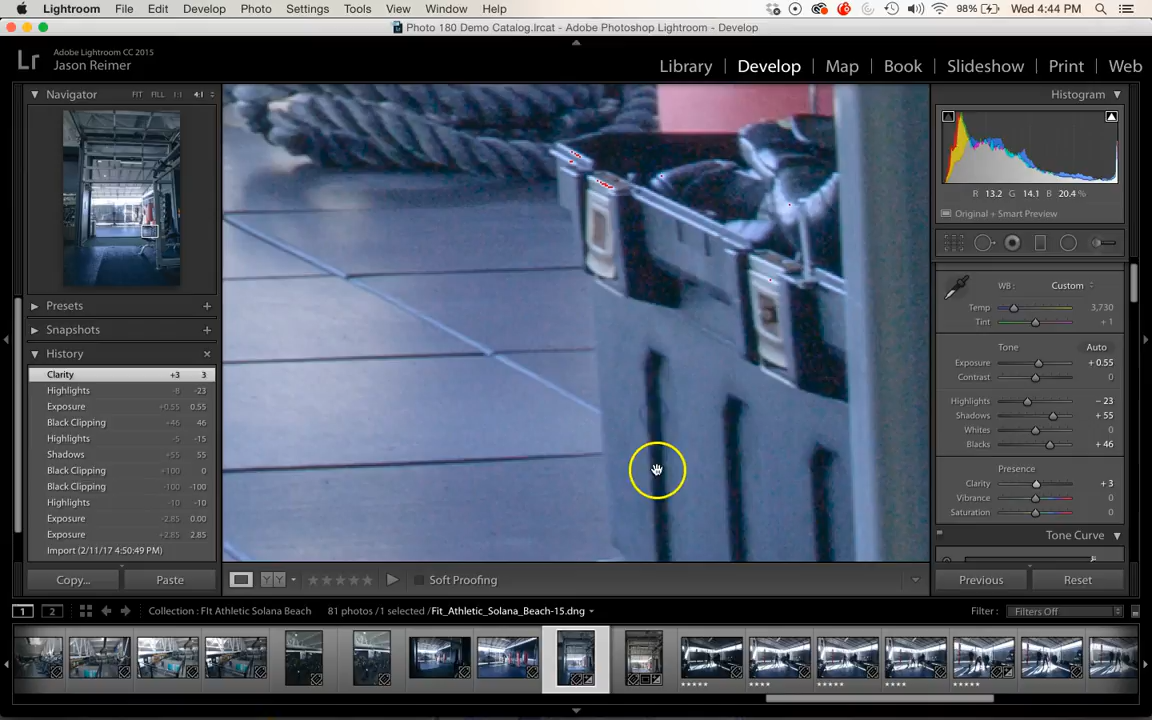 Lightroom File Edit Develop Photo Settings Tools View Window Help 98% Wed 4:44 PM
Photo 180 Demo Catalog.lrcat - Adobe Photoshop Lightroom - Develop
Lr Adobe Lightroom CC 2015
Jason Reimer
Library Develop Map Book Slideshow Print Web
Navigator FIT FILL 1:1
Histogram
R 13.2 G 14.1 B 20.4 %
Original + Smart Preview
WB: Custom
Temp 3,730
Tint + 1
Tone Auto
Exposure + 0.55
Contrast 0
Highlights − 23
Shadows + 55
Whites 0
Blacks + 46
Presence
Clarity + 3
Vibrance 0
Saturation 0
Tone Curve
Presets
Snapshots
History
Clarity +3 3
Highlights -8 -23
Exposure +0.55 0.55
Black Clipping +46 46
Highlights -5 -15
Shadows +55 55
Black Clipping +100 0
Black Clipping -100 -100
Highlights -10 -10
Exposure -2.85 0.00
Exposure +2.85 2.85
Import (2/11/17 4:50:49 PM)
Copy... Paste
Y Y Soft Proofing
Previous Reset
1 2 Collection : FIt Athletic Solana Beach 81 photos /1 selected /Fit_Athletic_Solana_Beach-15.dng
Filter : Filters Off